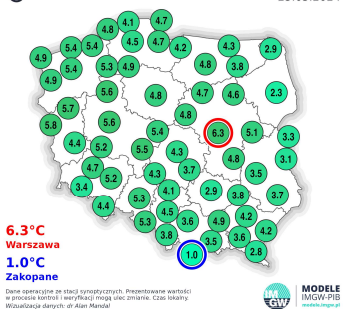 4.8 4.1 4.7
4.5 4.7 4.2 4.3 2.9
4.9 5.4 5.4
5.4 5.3 4.9 4.8 3.8
4.9
5.6 4.8 4.7 4.6 2.3
5.7
5.8 5.6 4.8
5.4 6.3 5.1 3.3
4.4 5.2 5.5 4.3 4.8 3.1
4.7 5.2 4.3 3.7 3.5
3.4 4.1 2.9 3.8 3.7
4.4 5.3
5.3 4.5 3.6 4.9 4.2
3.8 3.5 3.6 4.2
1.0 2.8
6.3°C
Warszawa
1.0°C
Zakopane
Dane operacyjne ze stacji synoptycznych. Prezentowane wartości
w procesie kontroli i weryfikacji mogą ulec zmianie. Czas lokalny.
Wizualizacja danych: dr Alan Mandal
IM
GW
MODELE
IMGW-PIB
modele.imgw.pl